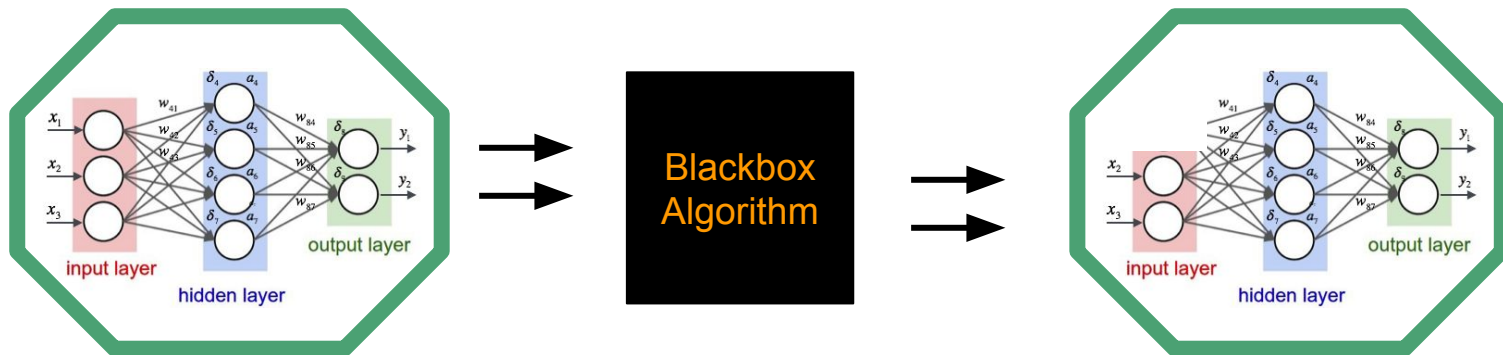 δ₄ a₄
w₄₁
x₁
w₄₂
δ₅ a₅
w₈₄
δ₈
y₁
w₄₃
w₈₅
x₂
w₈₆
δ₆ a₆
δ₉
y₂
x₃
δ₇ a₇
w₈₇
input layer
output layer
hidden layer
Blackbox
Algorithm
δ₄ a₄
w₄₁
w₄₂
δ₅ a₅
w₈₄
δ₈
y₁
w₄₃
w₈₅
x₂
w₈₆
δ₆ a₆
δ₉
y₂
x₃
δ₇ a₇
w₈₇
input layer
output layer
hidden layer